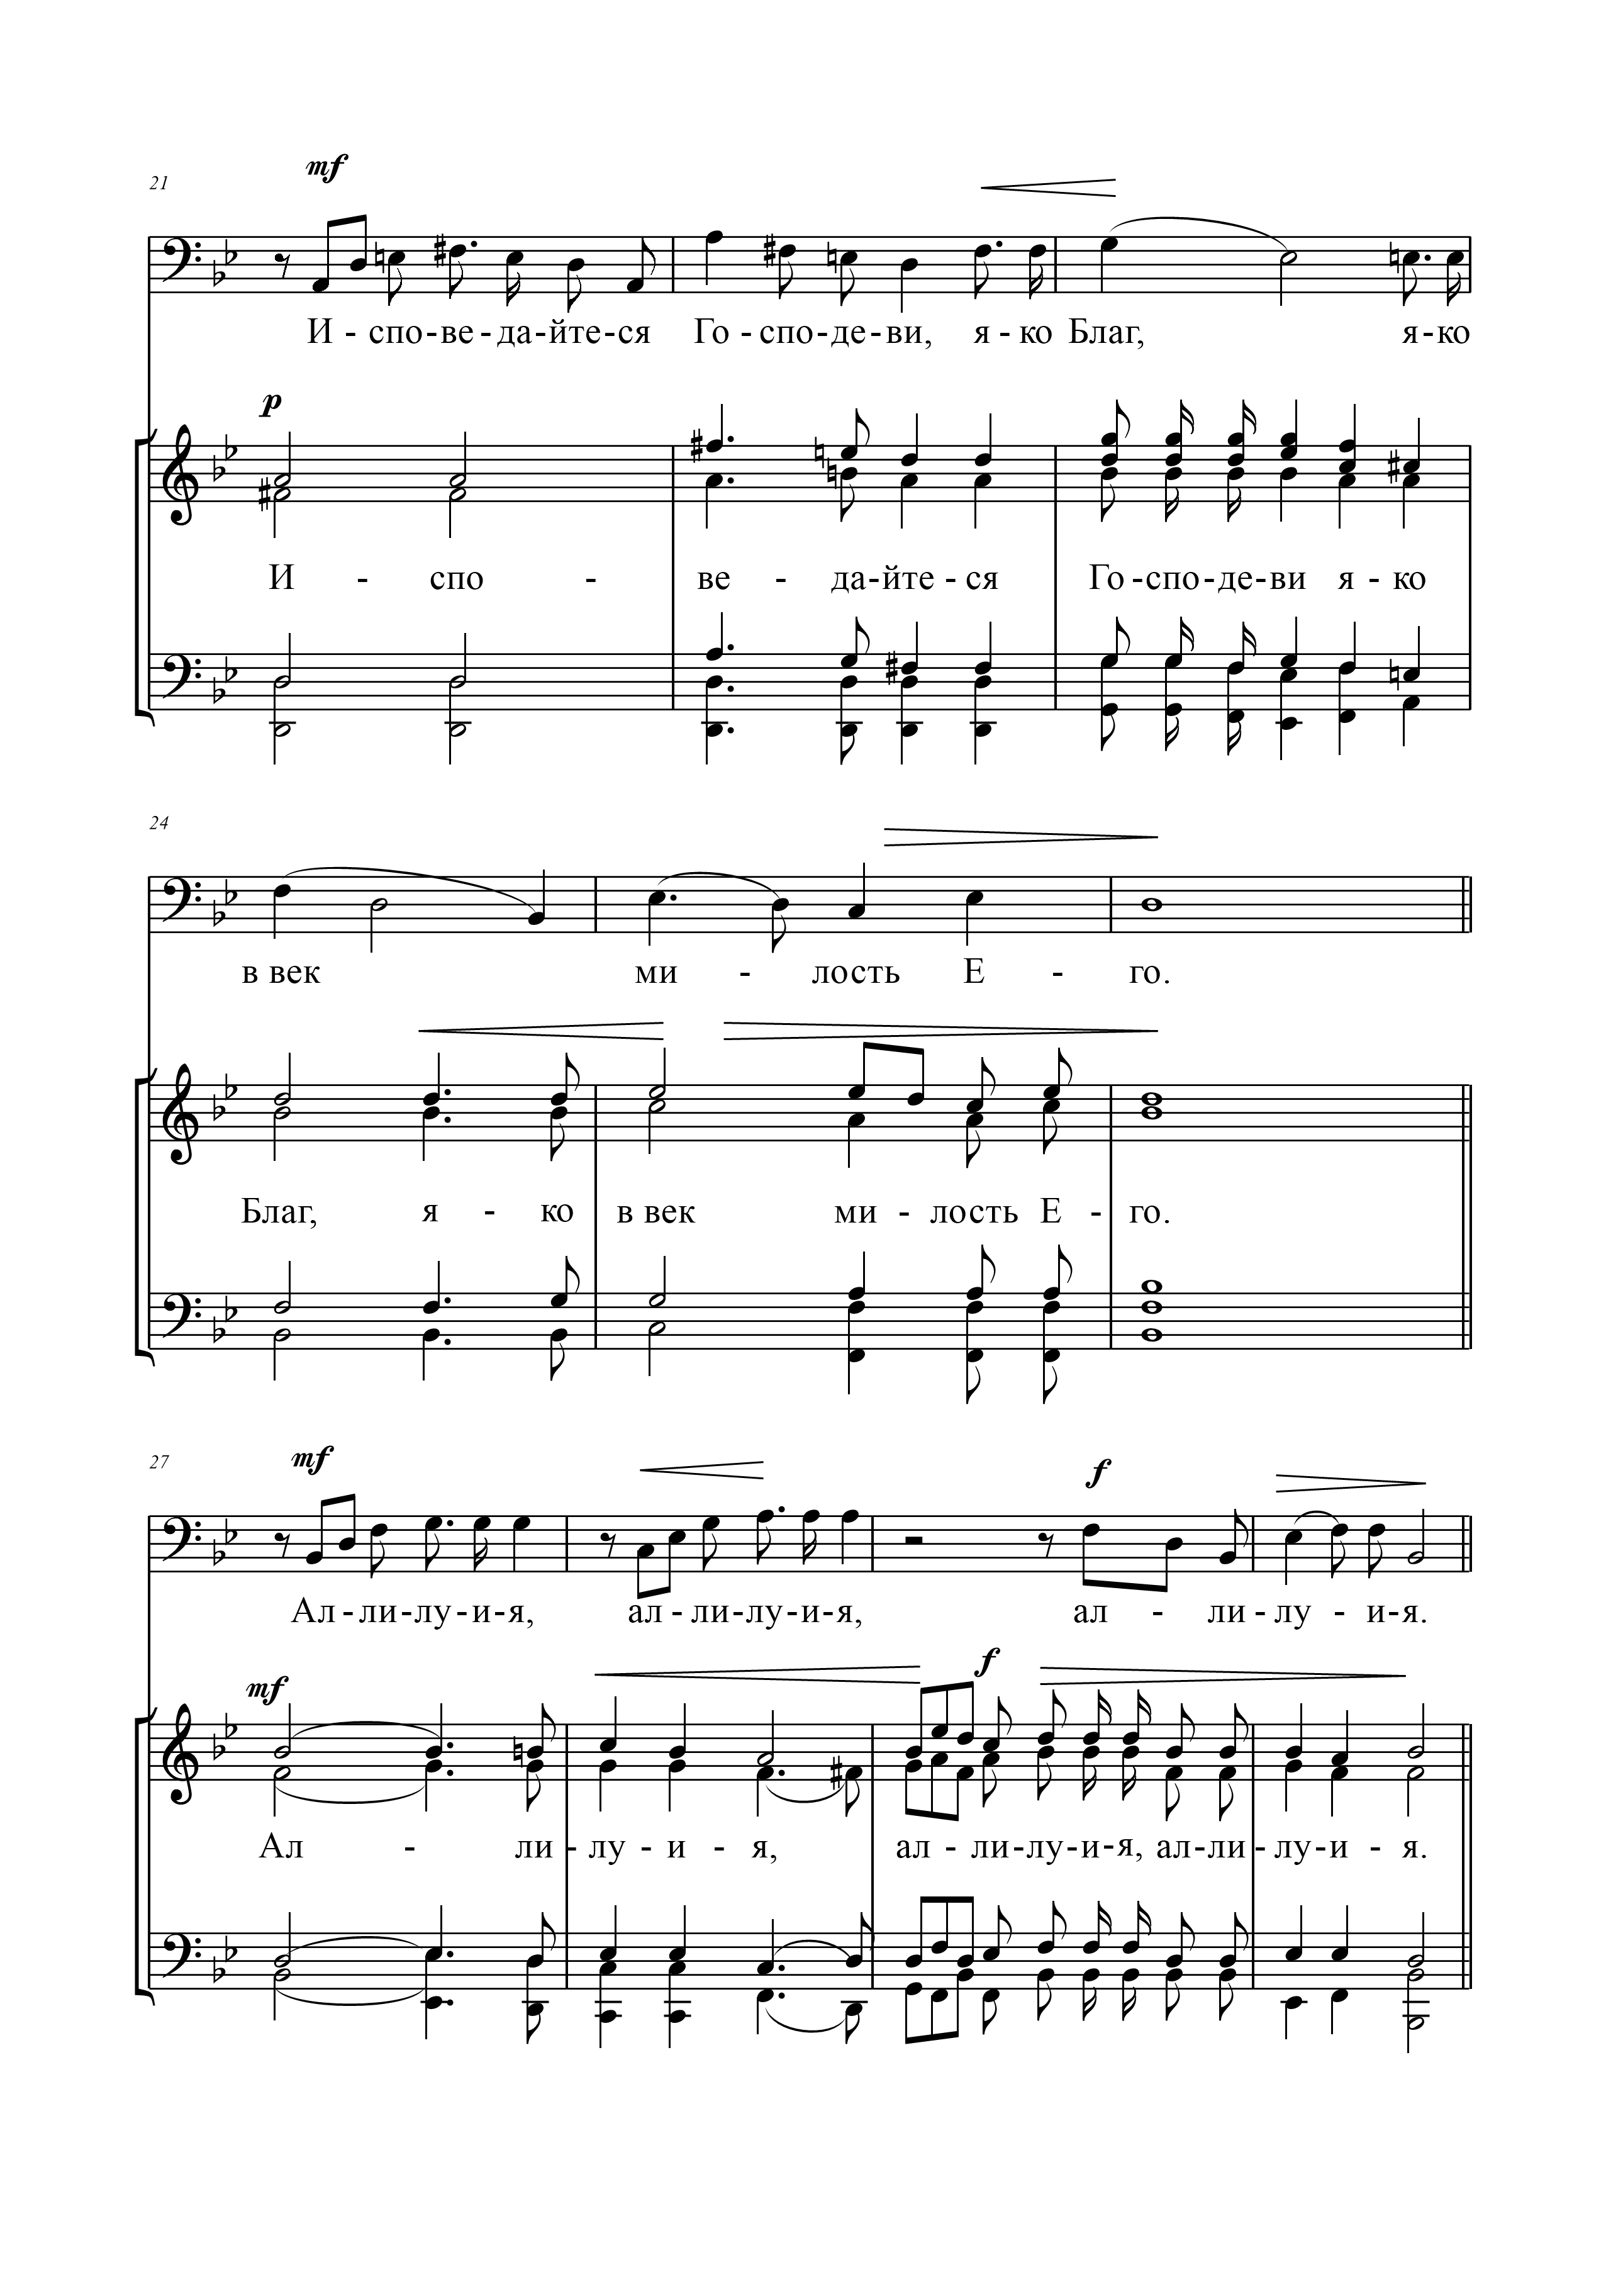 mf
21
И - спо-ве-да-йте-ся Го-спо-де-ви, я-ко Благ, я-ко
p
И - спо - ве - да-йте-ся Го-спо-де-ви я-ко
24
в век ми - лость Е - го.
Благ, я - ко в век ми - лость Е - го.
27
mf
f
Ал-ли-лу-и-я, ал-ли-лу-и-я, ал - ли-лу - и-я.
mf
f
Ал - ли-лу-и-я, ал-ли-лу-и-я, ал-ли-лу-и-я.